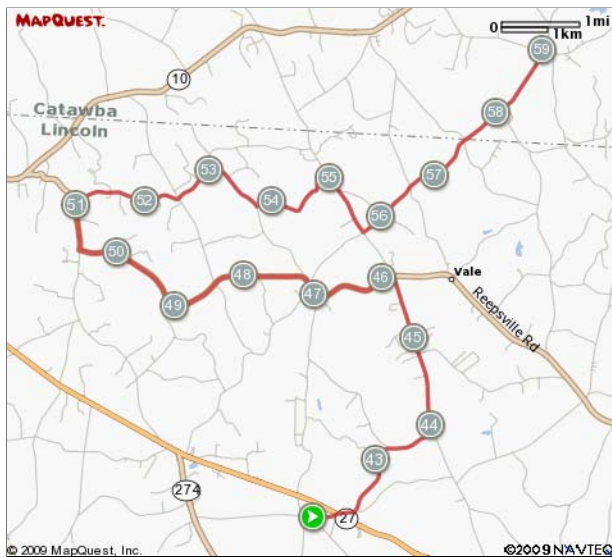 MAPQUEST.
0 1mi
1km
59
10
58
Catawba
Lincoln
53
55
57
52
54
51
56
50
48
46
Vale
47
49
Reepsville Rd
45
44
43
274
27
© 2009 MapQuest, Inc.
©2009 NAVTEQ